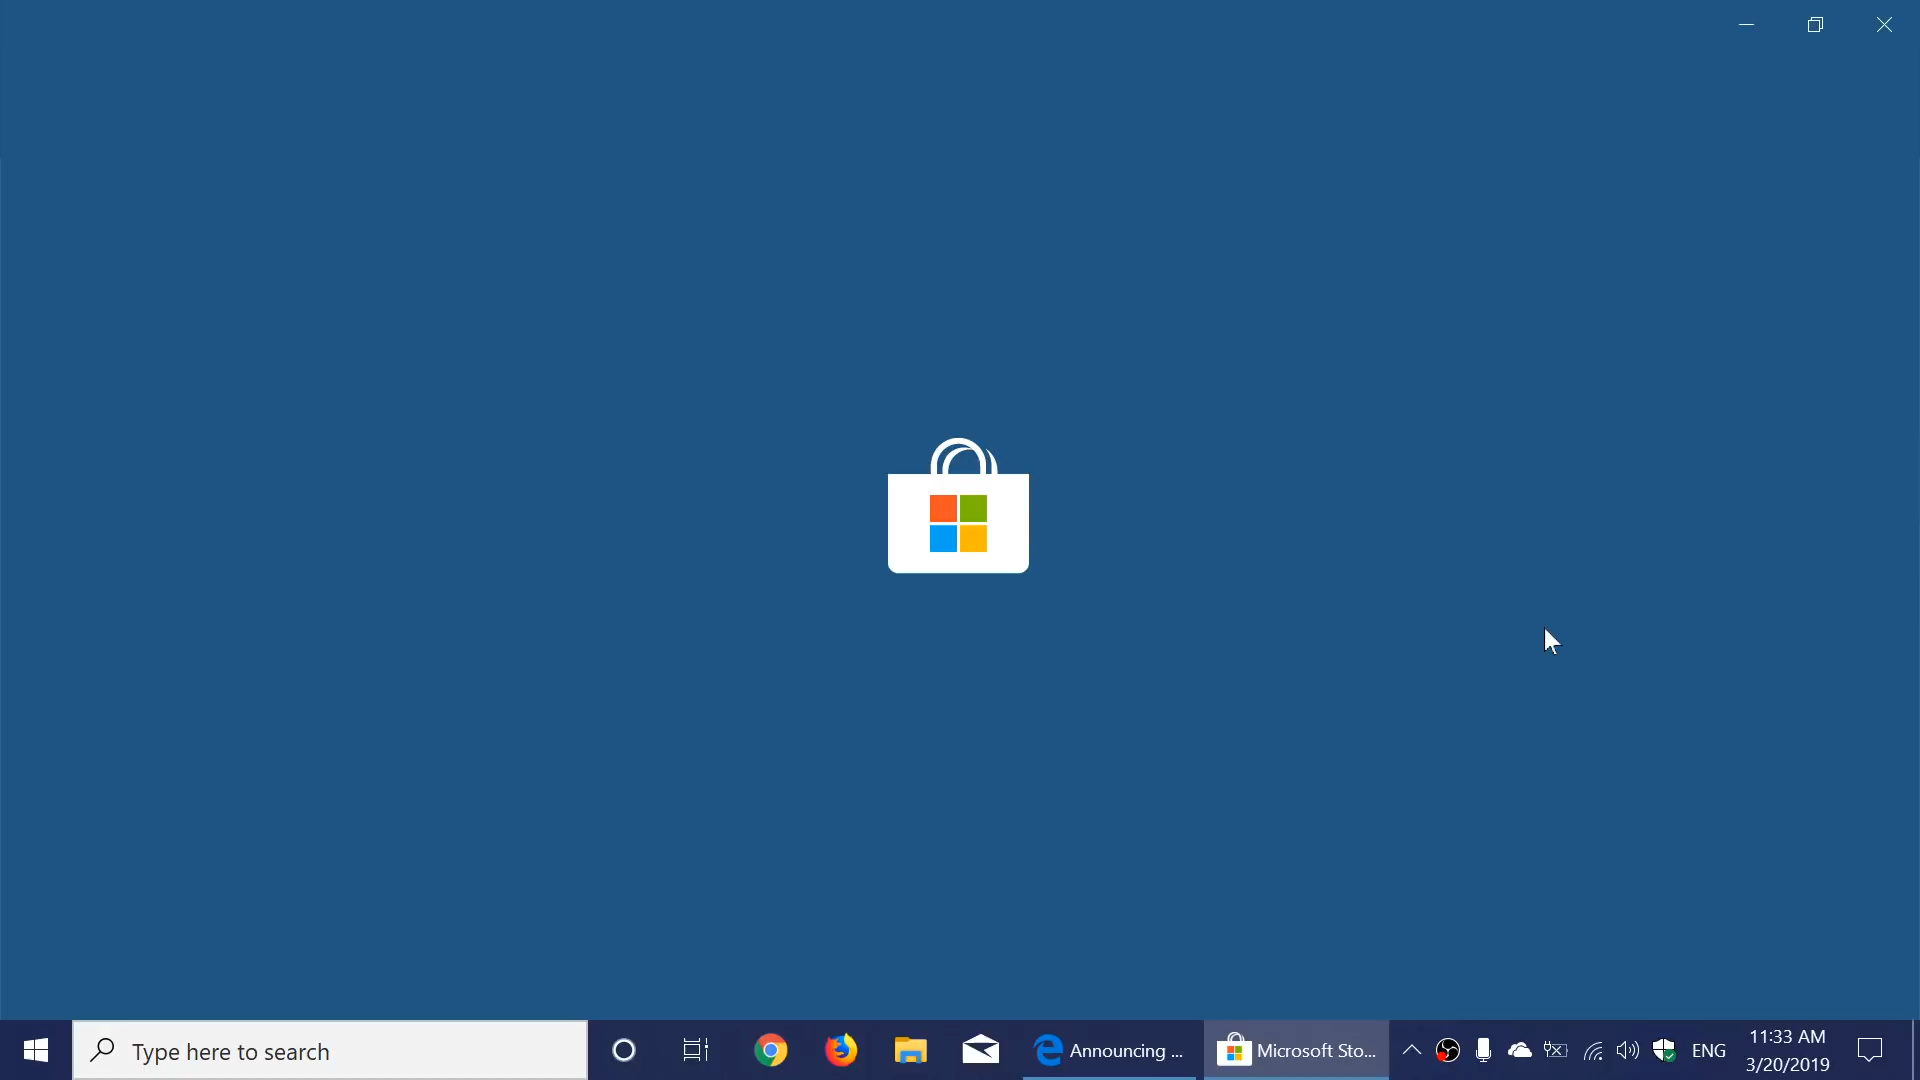 Type here to search
Announcing ...
Microsoft Sto...
ENG
11:33 AM
3/20/2019